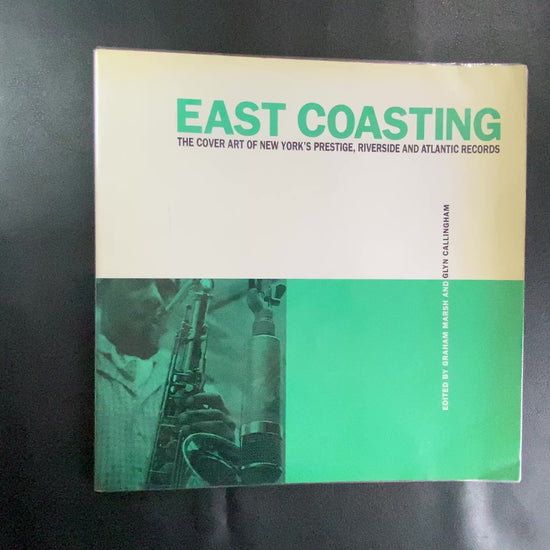 EAST COASTING
THE COVER ART OF NEW YORK'S PRESTIGE, RIVERSIDE AND ATLANTIC RECORDS
EDITED BY GRAHAM MARSH AND GLYN CALLINGHAM